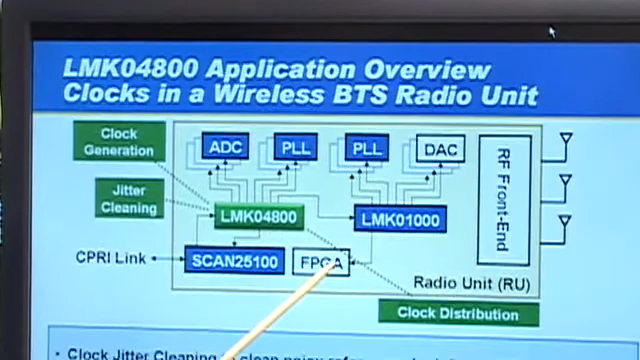 LMK04800 Application Overview
Clocks in a Wireless BTS Radio Unit
Clock
Generation
ADC
PLL
PLL
DAC
Jitter
Cleaning
LMK04800
LMK01000
RF Front-End
CPRI Link
SCAN25100
FPGA
Radio Unit (RU)
Clock Distribution
• Clock Jitter Cleaning